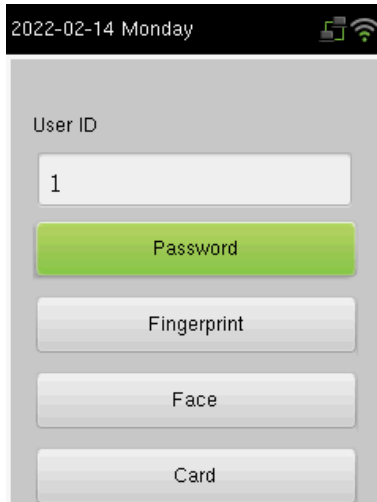 2022-02-14 Monday
User ID
1
Password
Fingerprint
Face
Card